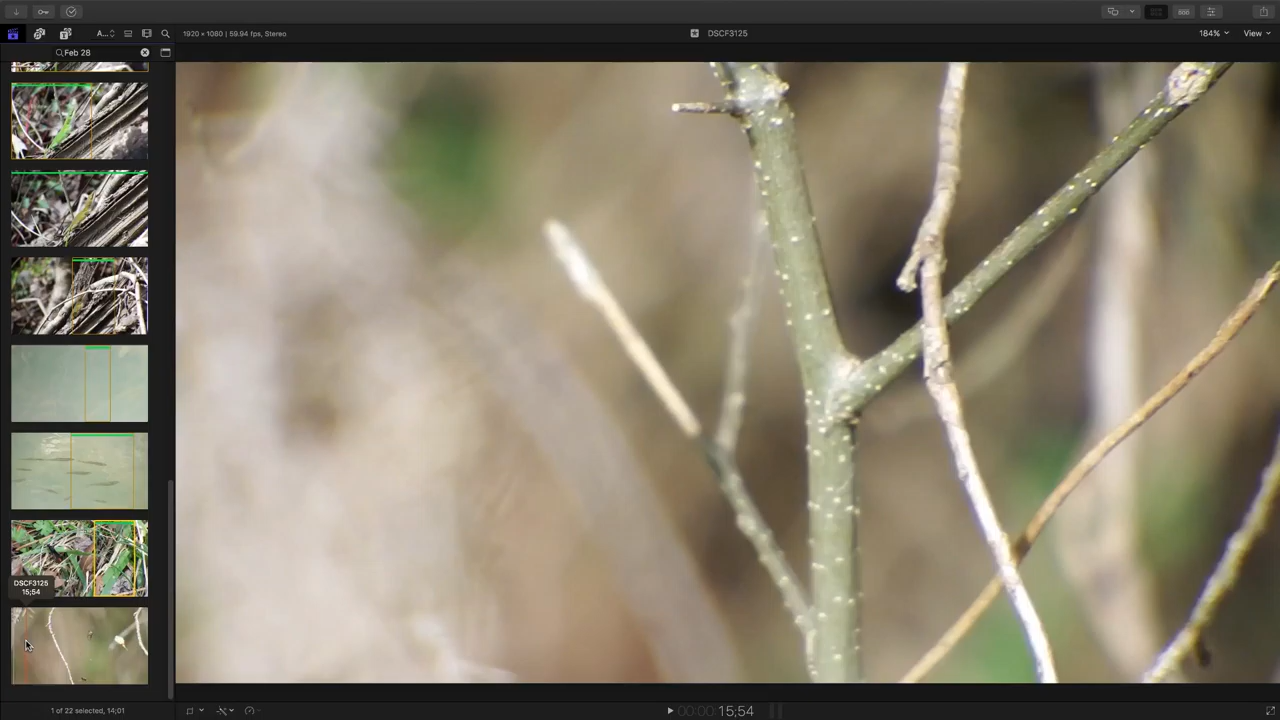 A...
1920 × 1080 | 59.94 fps, Stereo
DSCF3125
184%
View
Feb 28
DSCF3125
15;54
1 of 22 selected, 14;01
00:00:15;54